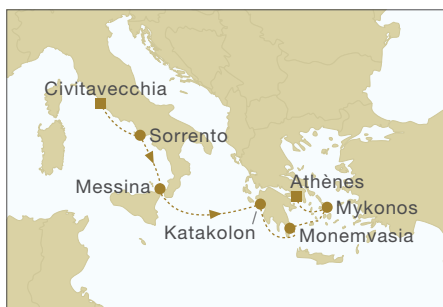 Civitavecchia
Sorrento
Messina
Athènes
Mykonos
Katakolon
Monemvasia